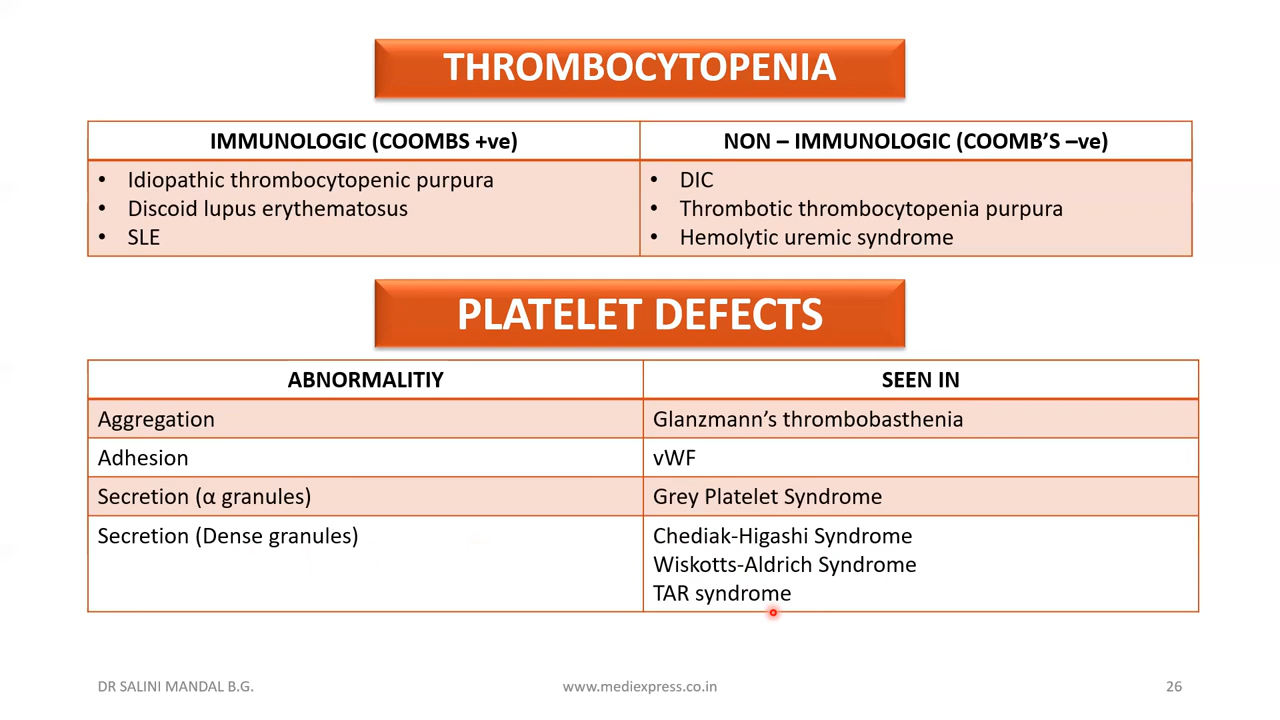 THROMBOCYTOPENIA
IMMUNOLOGIC (COOMBS +ve)
NON – IMMUNOLOGIC (COOMB’S –ve)
• Idiopathic thrombocytopenic purpura
• Discoid lupus erythematosus
• SLE
• DIC
• Thrombotic thrombocytopenia purpura
• Hemolytic uremic syndrome
PLATELET DEFECTS
ABNORMALITIY
SEEN IN
Aggregation
Glanzmann’s thrombobasthenia
Adhesion
vWF
Secretion (α granules)
Grey Platelet Syndrome
Secretion (Dense granules)
Chediak-Higashi Syndrome
Wiskotts-Aldrich Syndrome
TAR syndrome
DR SALINI MANDAL B.G.
www.mediexpress.co.in
26